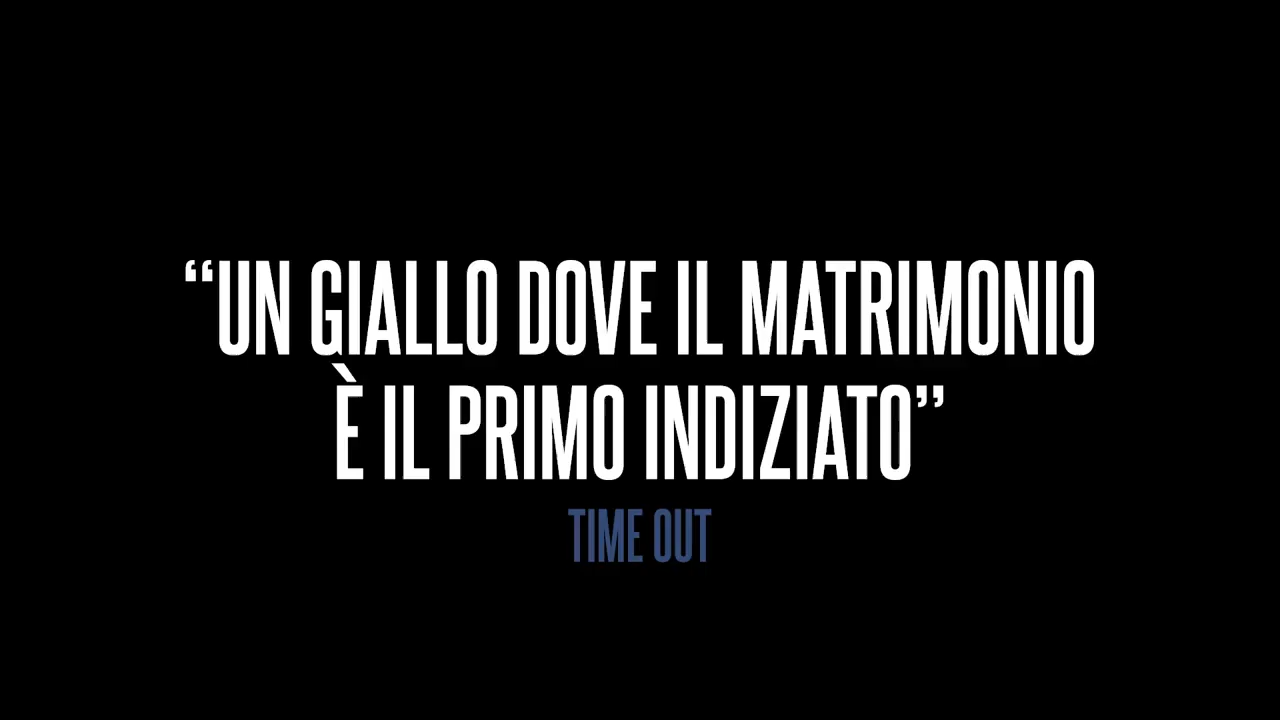 “UN GIALLO DOVE IL MATRIMONIO
È IL PRIMO INDIZIATO”
TIME OUT